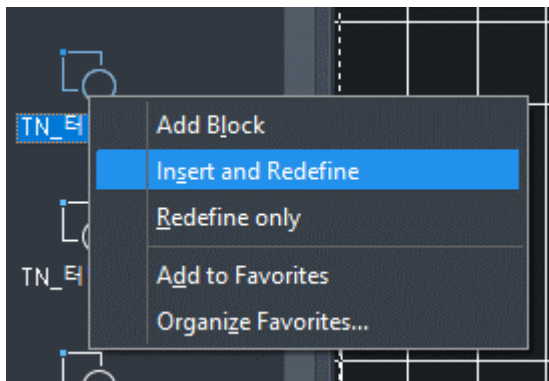 TN_터
Add Block
Insert and Redefine
Redefine only
TN_터
Add to Favorites
Organize Favorites...